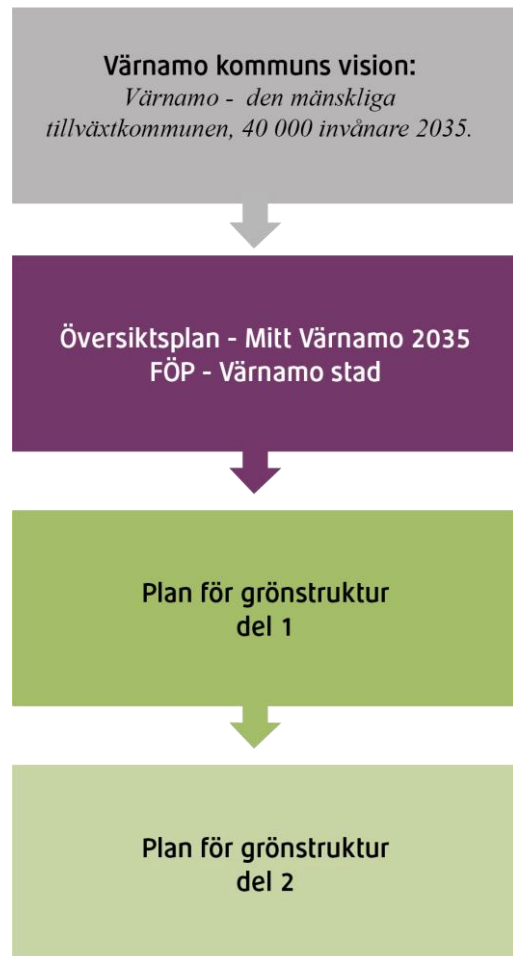 Värnamo kommuns vision:
Värnamo - den mänskliga
tillväxtkommunen, 40 000 invånare 2035.
Översiktsplan - Mitt Värnamo 2035
FÖP - Värnamo stad
Plan för grönstruktur
del 1
Plan för grönstruktur
del 2